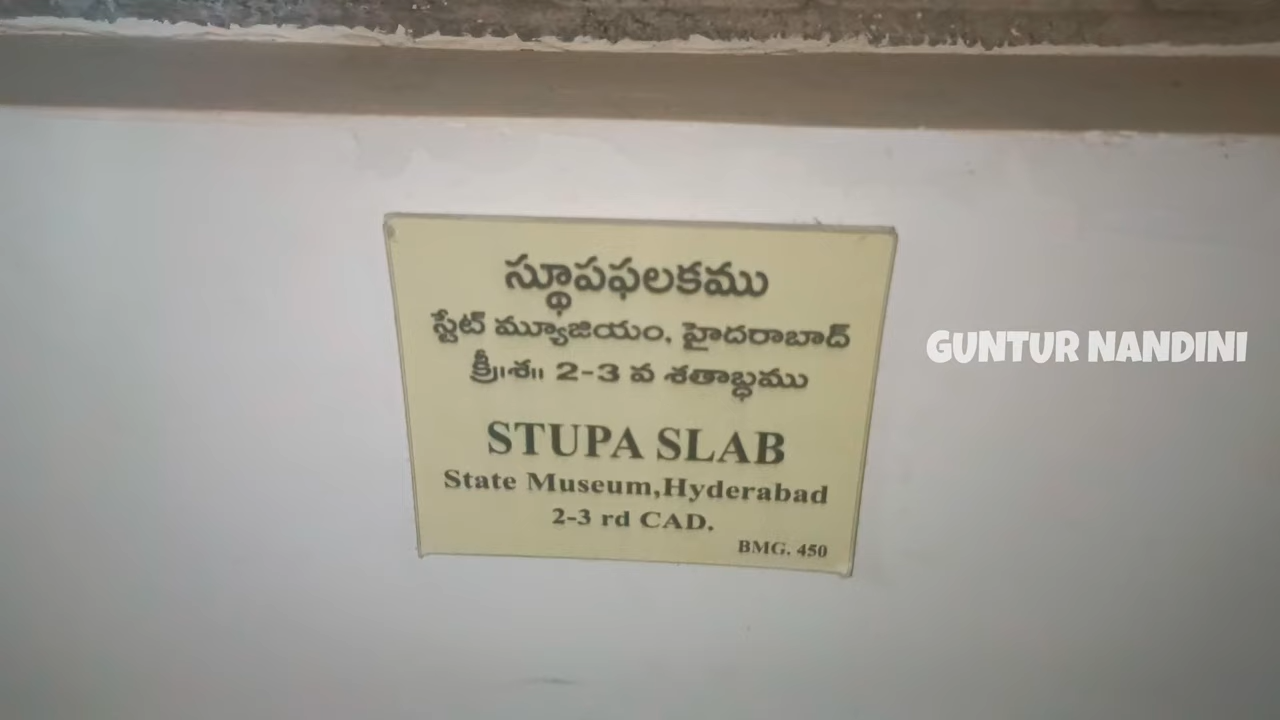 స్థూపఫలకము
స్టేట్ మ్యూజియం, హైదరాబాద్
క్రీ॥శ॥ 2-3 వ శతాబ్ధము
STUPA SLAB
State Museum,Hyderabad
2-3 rd CAD.
BMG. 450
GUNTUR NANDINI